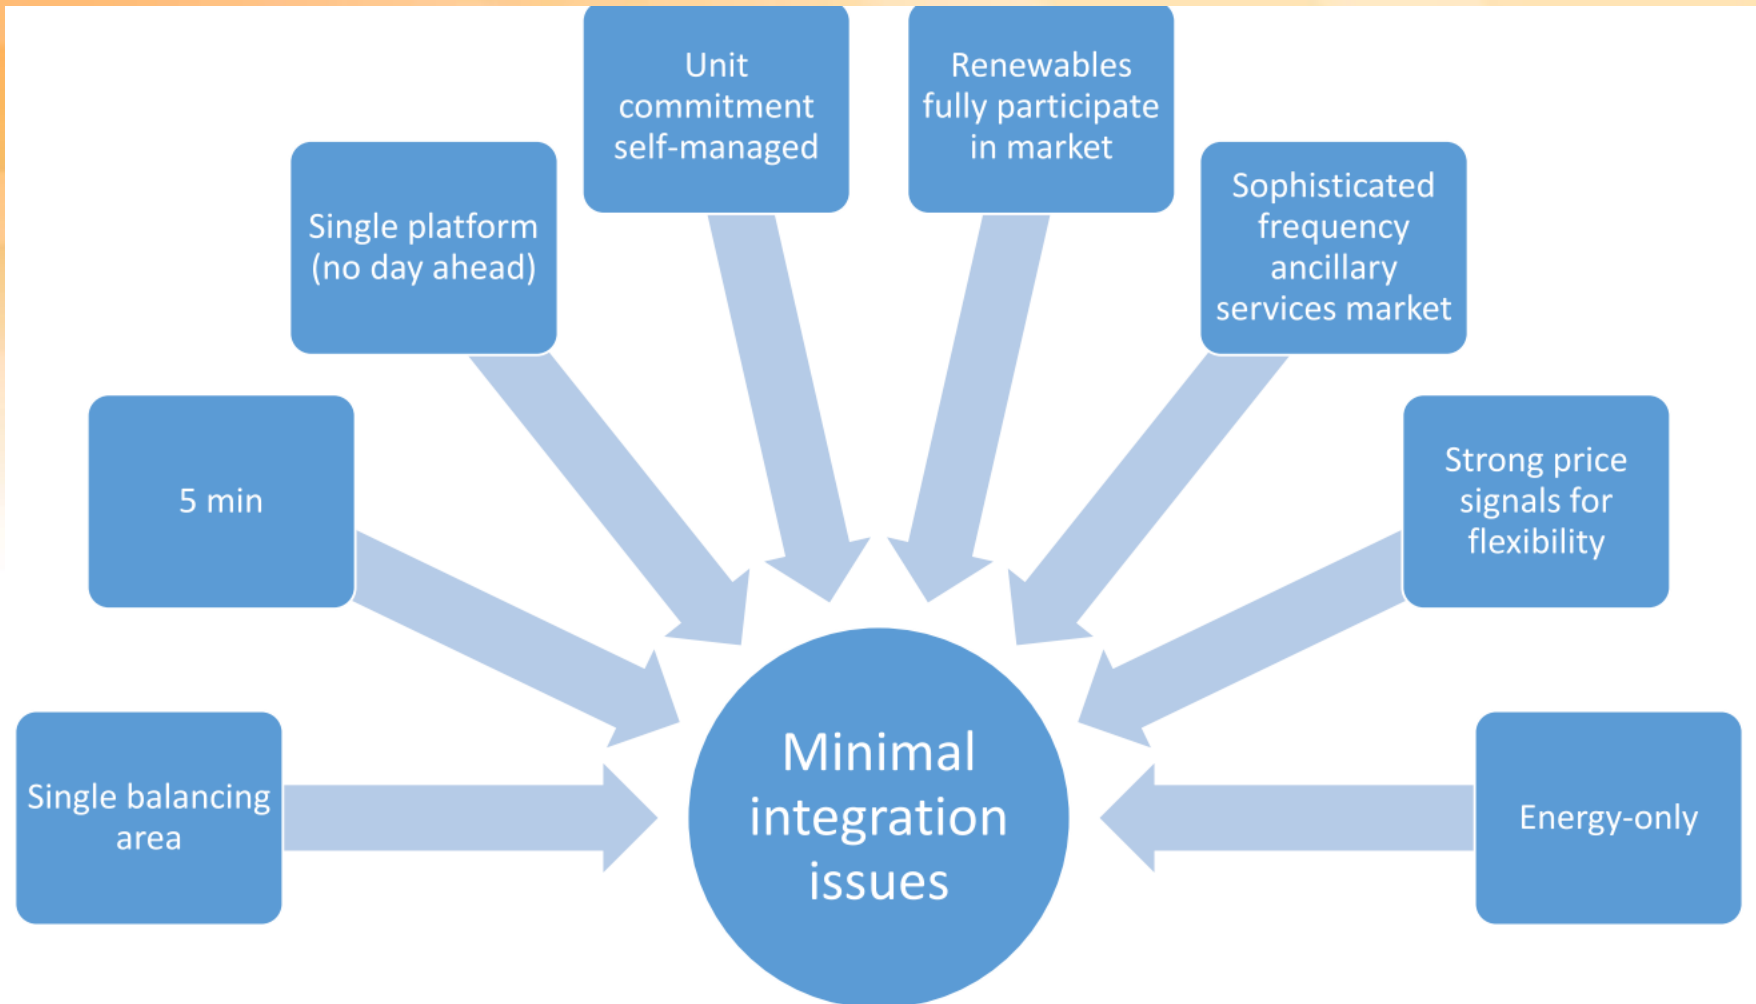 Unit
commitment
self-managed
Renewables
fully participate
in market
Single platform
(no day ahead)
Sophisticated
frequency
ancillary
services market
5 min
Strong price
signals for
flexibility
Single balancing
area
Minimal
integration
issues
Energy-only